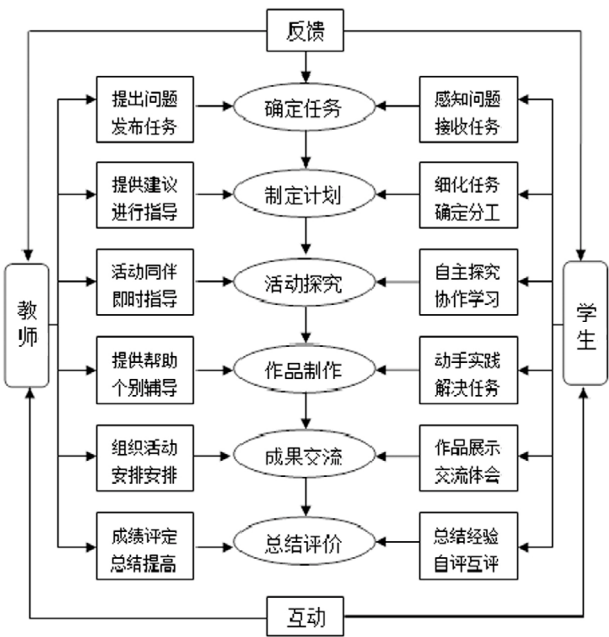 反馈
提出问题
发布任务
确定任务
感知问题
接收任务
提供建议
进行指导
制定计划
细化任务
确定分工
教师
活动同伴
即时指导
活动探究
自主探究
协作学习
学生
提供帮助
个别辅导
作品制作
动手实践
解决任务
组织活动
安排安排
成果交流
作品展示
交流体会
成绩评定
总结提高
总结评价
总结经验
自评互评
互动